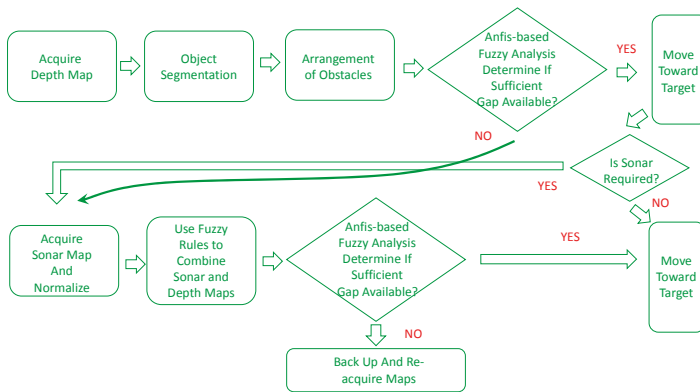 Acquire
Depth Map
Object
Segmentation
Arrangement
of Obstacles
Anfis-based
Fuzzy Analysis
Determine If
Sufficient
Gap Available?
YES
Move
Toward
Target
NO
Is Sonar
Required?
YES
NO
Acquire
Sonar Map
And
Normalize
Use Fuzzy
Rules to
Combine
Sonar and
Depth Maps
Anfis-based
Fuzzy Analysis
Determine If
Sufficient
Gap Available?
YES
Move
Toward
Target
NO
Back Up And Re-
acquire Maps